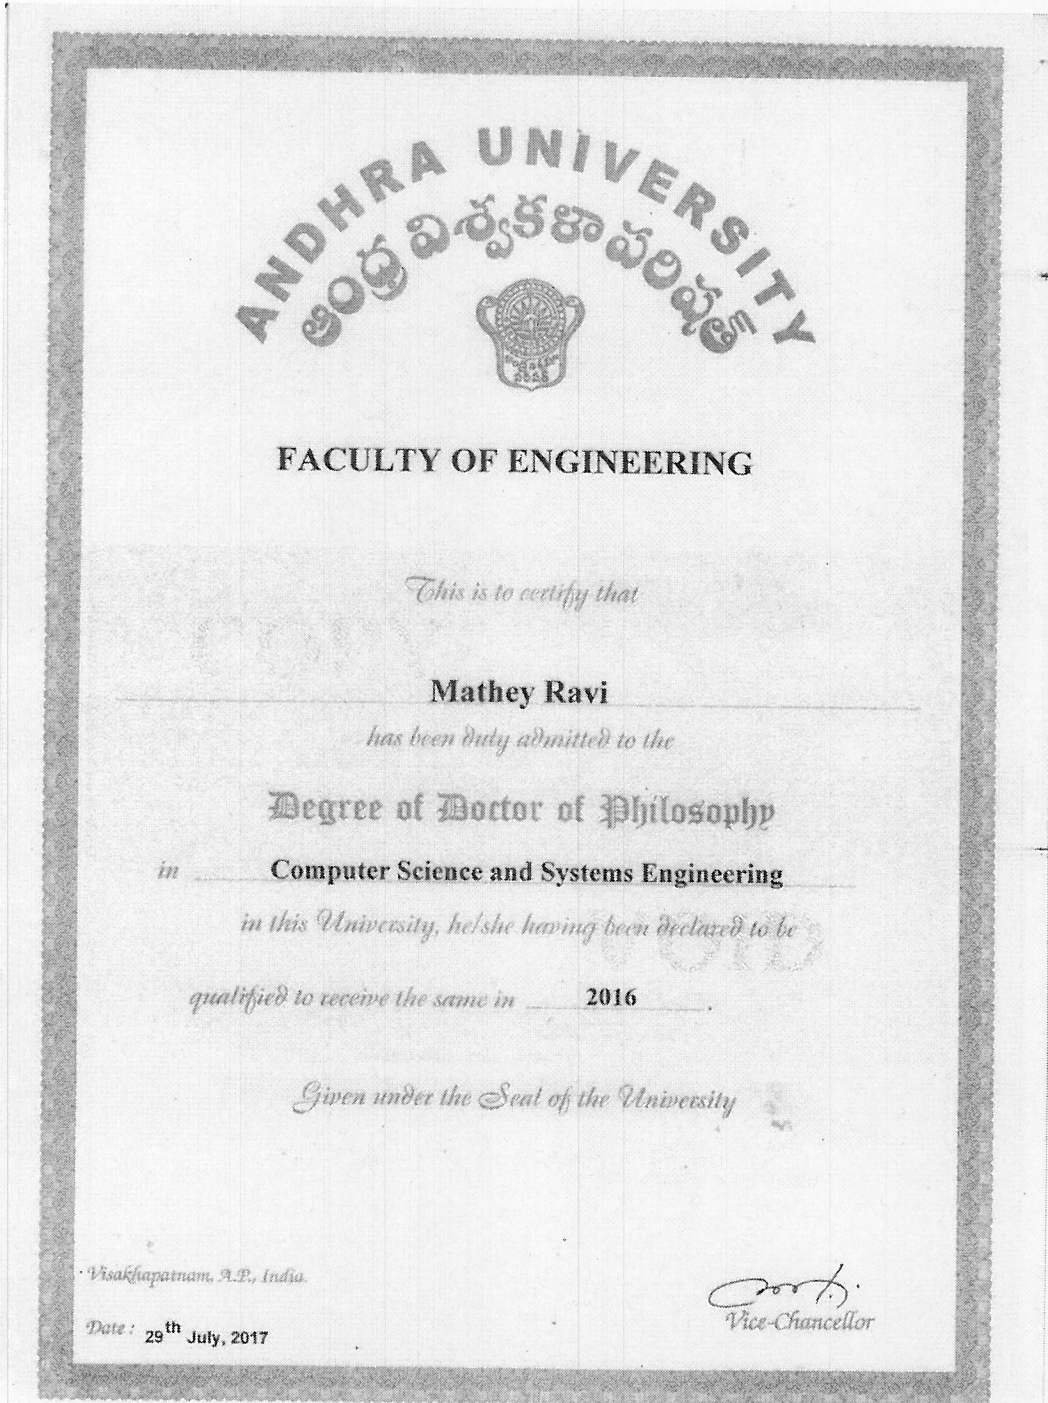 ANDHRA UNIVERSITY
ఆంధ్ర విశ్వకళాపరిషత్
FACULTY OF ENGINEERING
This is to certify that
Mathey Ravi
has been duly admitted to the
Degree of Doctor of Philosophy
in Computer Science and Systems Engineering
in this University, he/she having been declared to be
qualified to receive the same in 2016.
Given under the Seal of the University
Visakhapatnam, A.P., India.
Vice-Chancellor
Date : 29th July, 2017